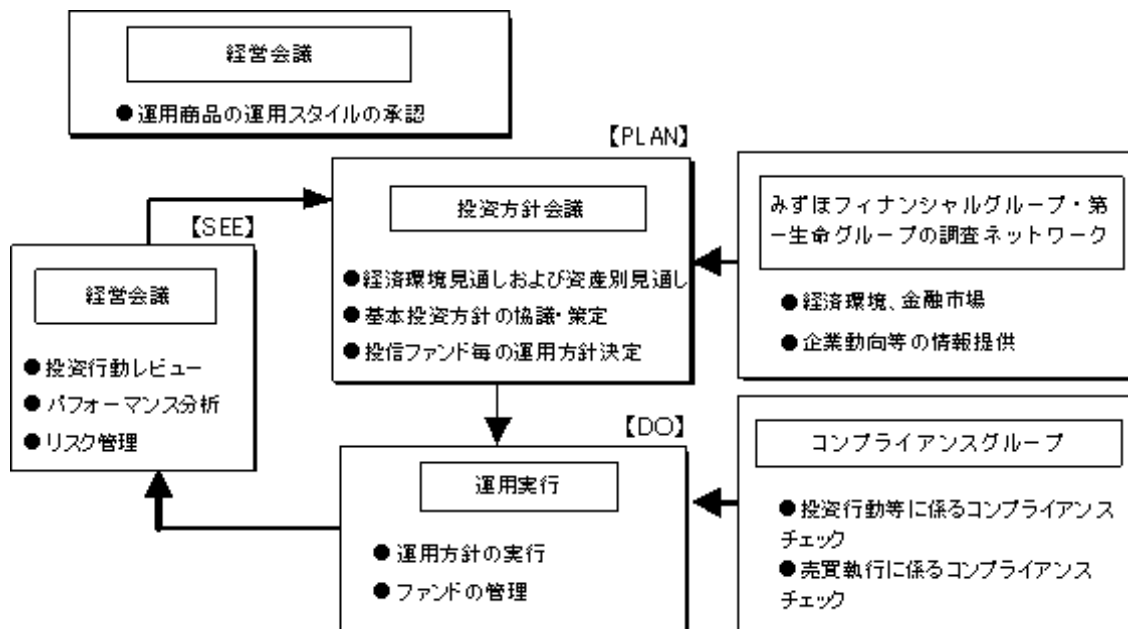 経営会議
●運用商品の運用スタイルの承認
【PLAN】
投資方針会議
●経済環境見通しおよび資産別見通し
●基本投資方針の協議・策定
●投信ファンド毎の運用方針決定
みずほフィナンシャルグループ・第
一生命グループの調査ネットワーク
●経済環境、金融市場
●企業動向等の情報提供
【SEE】
経営会議
●投資行動レビュー
●パフォーマンス分析
●リスク管理
【DO】
運用実行
●運用方針の実行
●ファンドの管理
コンプライアンスグループ
●投資行動等に係るコンプライアンス
チェック
●売買執行に係るコンプライアンス
チェック